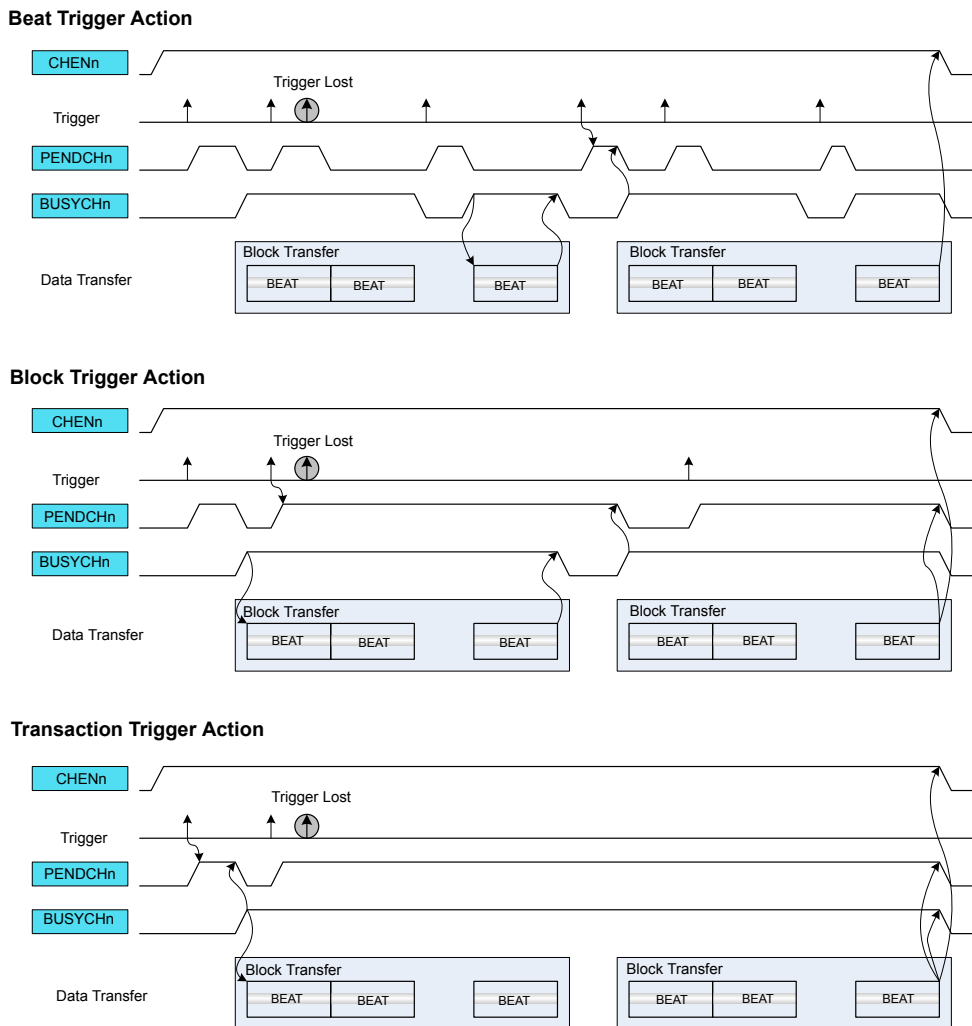 Beat Trigger Action
CHENn
Trigger Lost
Trigger
PENDCHn
BUSYCHn
Block Transfer
Block Transfer
Data Transfer
BEAT
BEAT
BEAT
BEAT
BEAT
BEAT
Block Trigger Action
CHENn
Trigger Lost
Trigger
PENDCHn
BUSYCHn
Block Transfer
Block Transfer
Data Transfer
BEAT
BEAT
BEAT
BEAT
BEAT
BEAT
Transaction Trigger Action
CHENn
Trigger Lost
Trigger
PENDCHn
BUSYCHn
Block Transfer
Block Transfer
Data Transfer
BEAT
BEAT
BEAT
BEAT
BEAT
BEAT